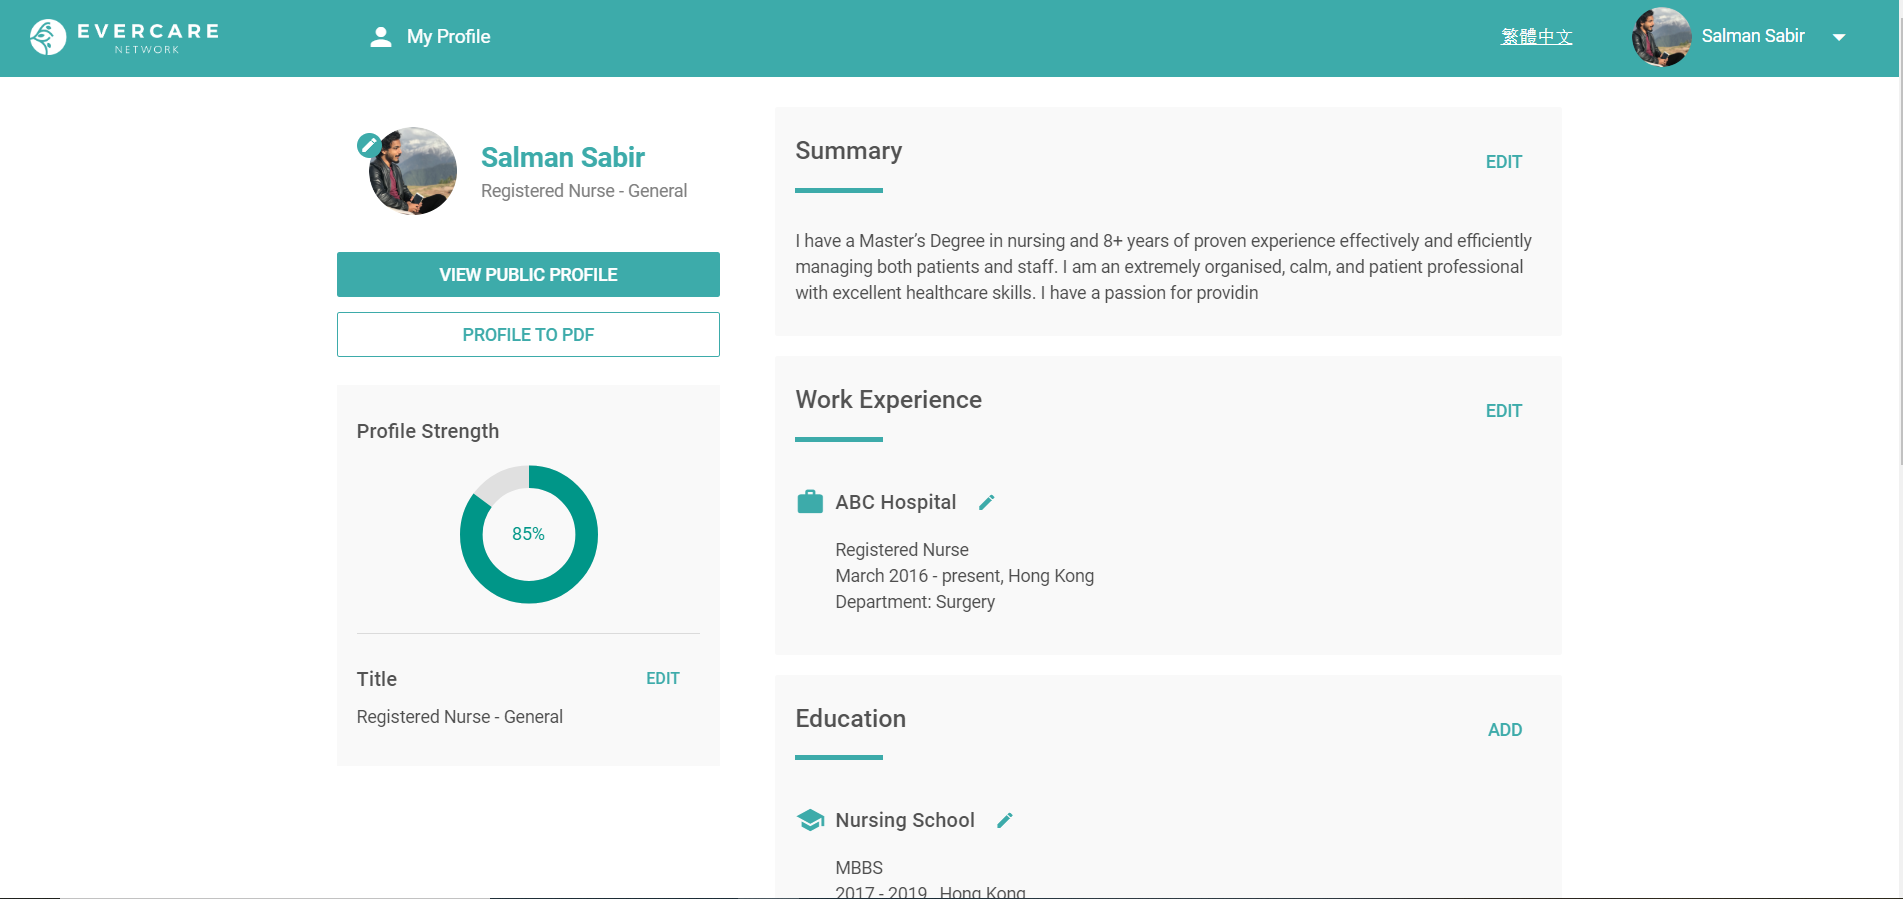 EVERCARE
NETWORK
My Profile
繁體中文
Salman Sabir
Salman Sabir
Registered Nurse - General
VIEW PUBLIC PROFILE
PROFILE TO PDF
Profile Strength
85%
Title
EDIT
Registered Nurse - General
Summary
EDIT
I have a Master’s Degree in nursing and 8+ years of proven experience effectively and efficiently
managing both patients and staff. I am an extremely organised, calm, and patient professional
with excellent healthcare skills. I have a passion for providin
Work Experience
EDIT
ABC Hospital
Registered Nurse
March 2016 - present, Hong Kong
Department: Surgery
Education
ADD
Nursing School
MBBS
2017 - 2019 , Hong Kong